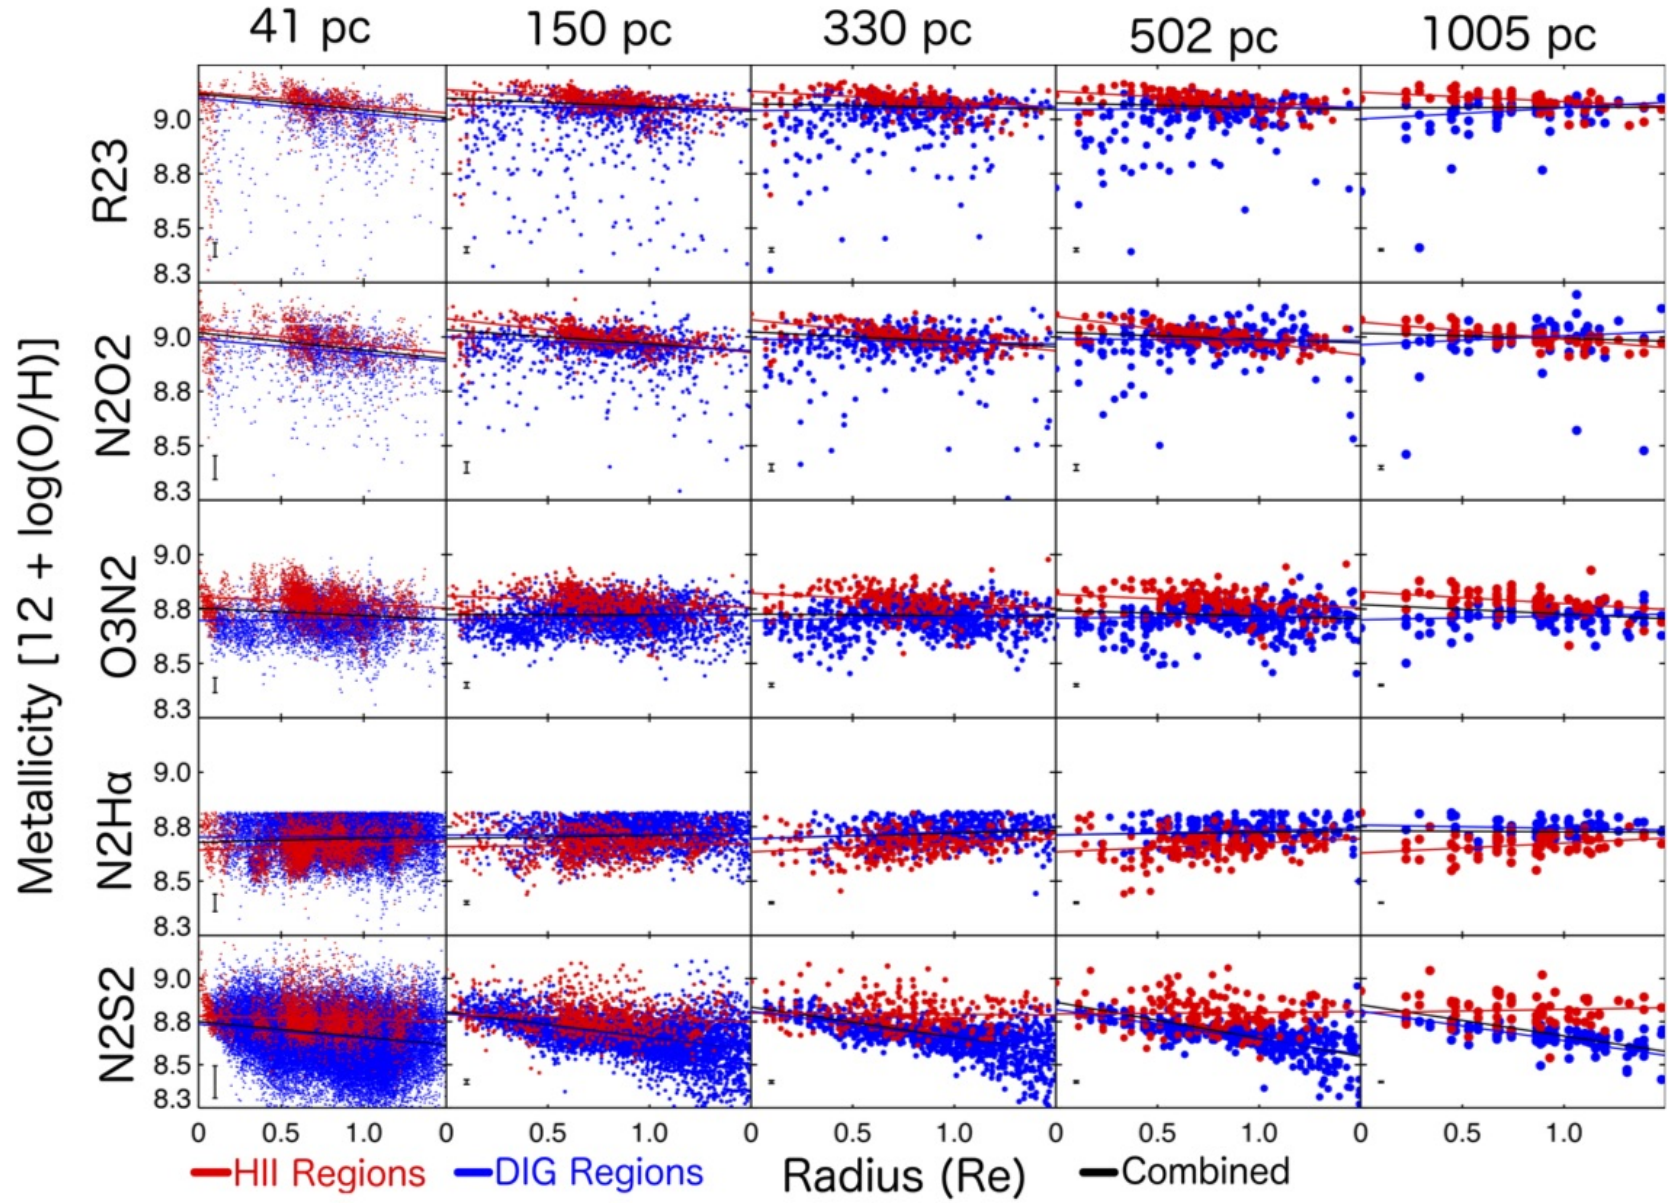 41 pc 150 pc 330 pc 502 pc 1005 pc
Metallicity [12 + log(O/H)]
R23
9.0
8.8
8.5
8.3
N2O2
9.0
8.8
8.5
8.3
O3N2
9.0
8.8
8.5
8.3
N2Hα
9.0
8.8
8.5
8.3
N2S2
9.0
8.8
8.5
8.3
0 0.5 1.0 0 0.5 1.0 0 0.5 1.0 0 0.5 1.0 0 0.5 1.0
HII Regions DIG Regions Radius (Re) Combined